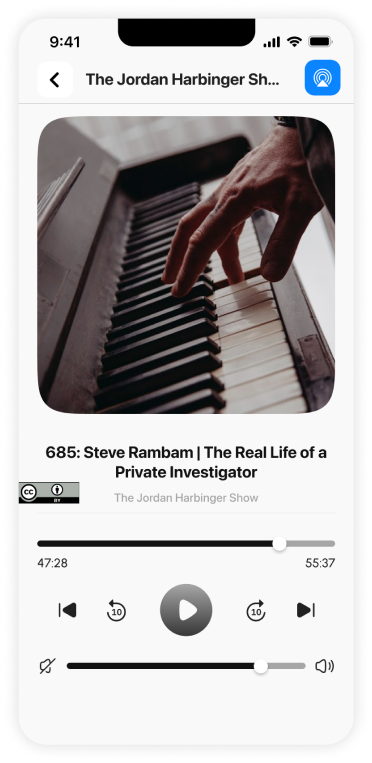 9:41
The Jordan Harbinger Sh...
685: Steve Rambam | The Real Life of a
Private Investigator
cc BY
The Jordan Harbinger Show
47:28 55:37
10 10